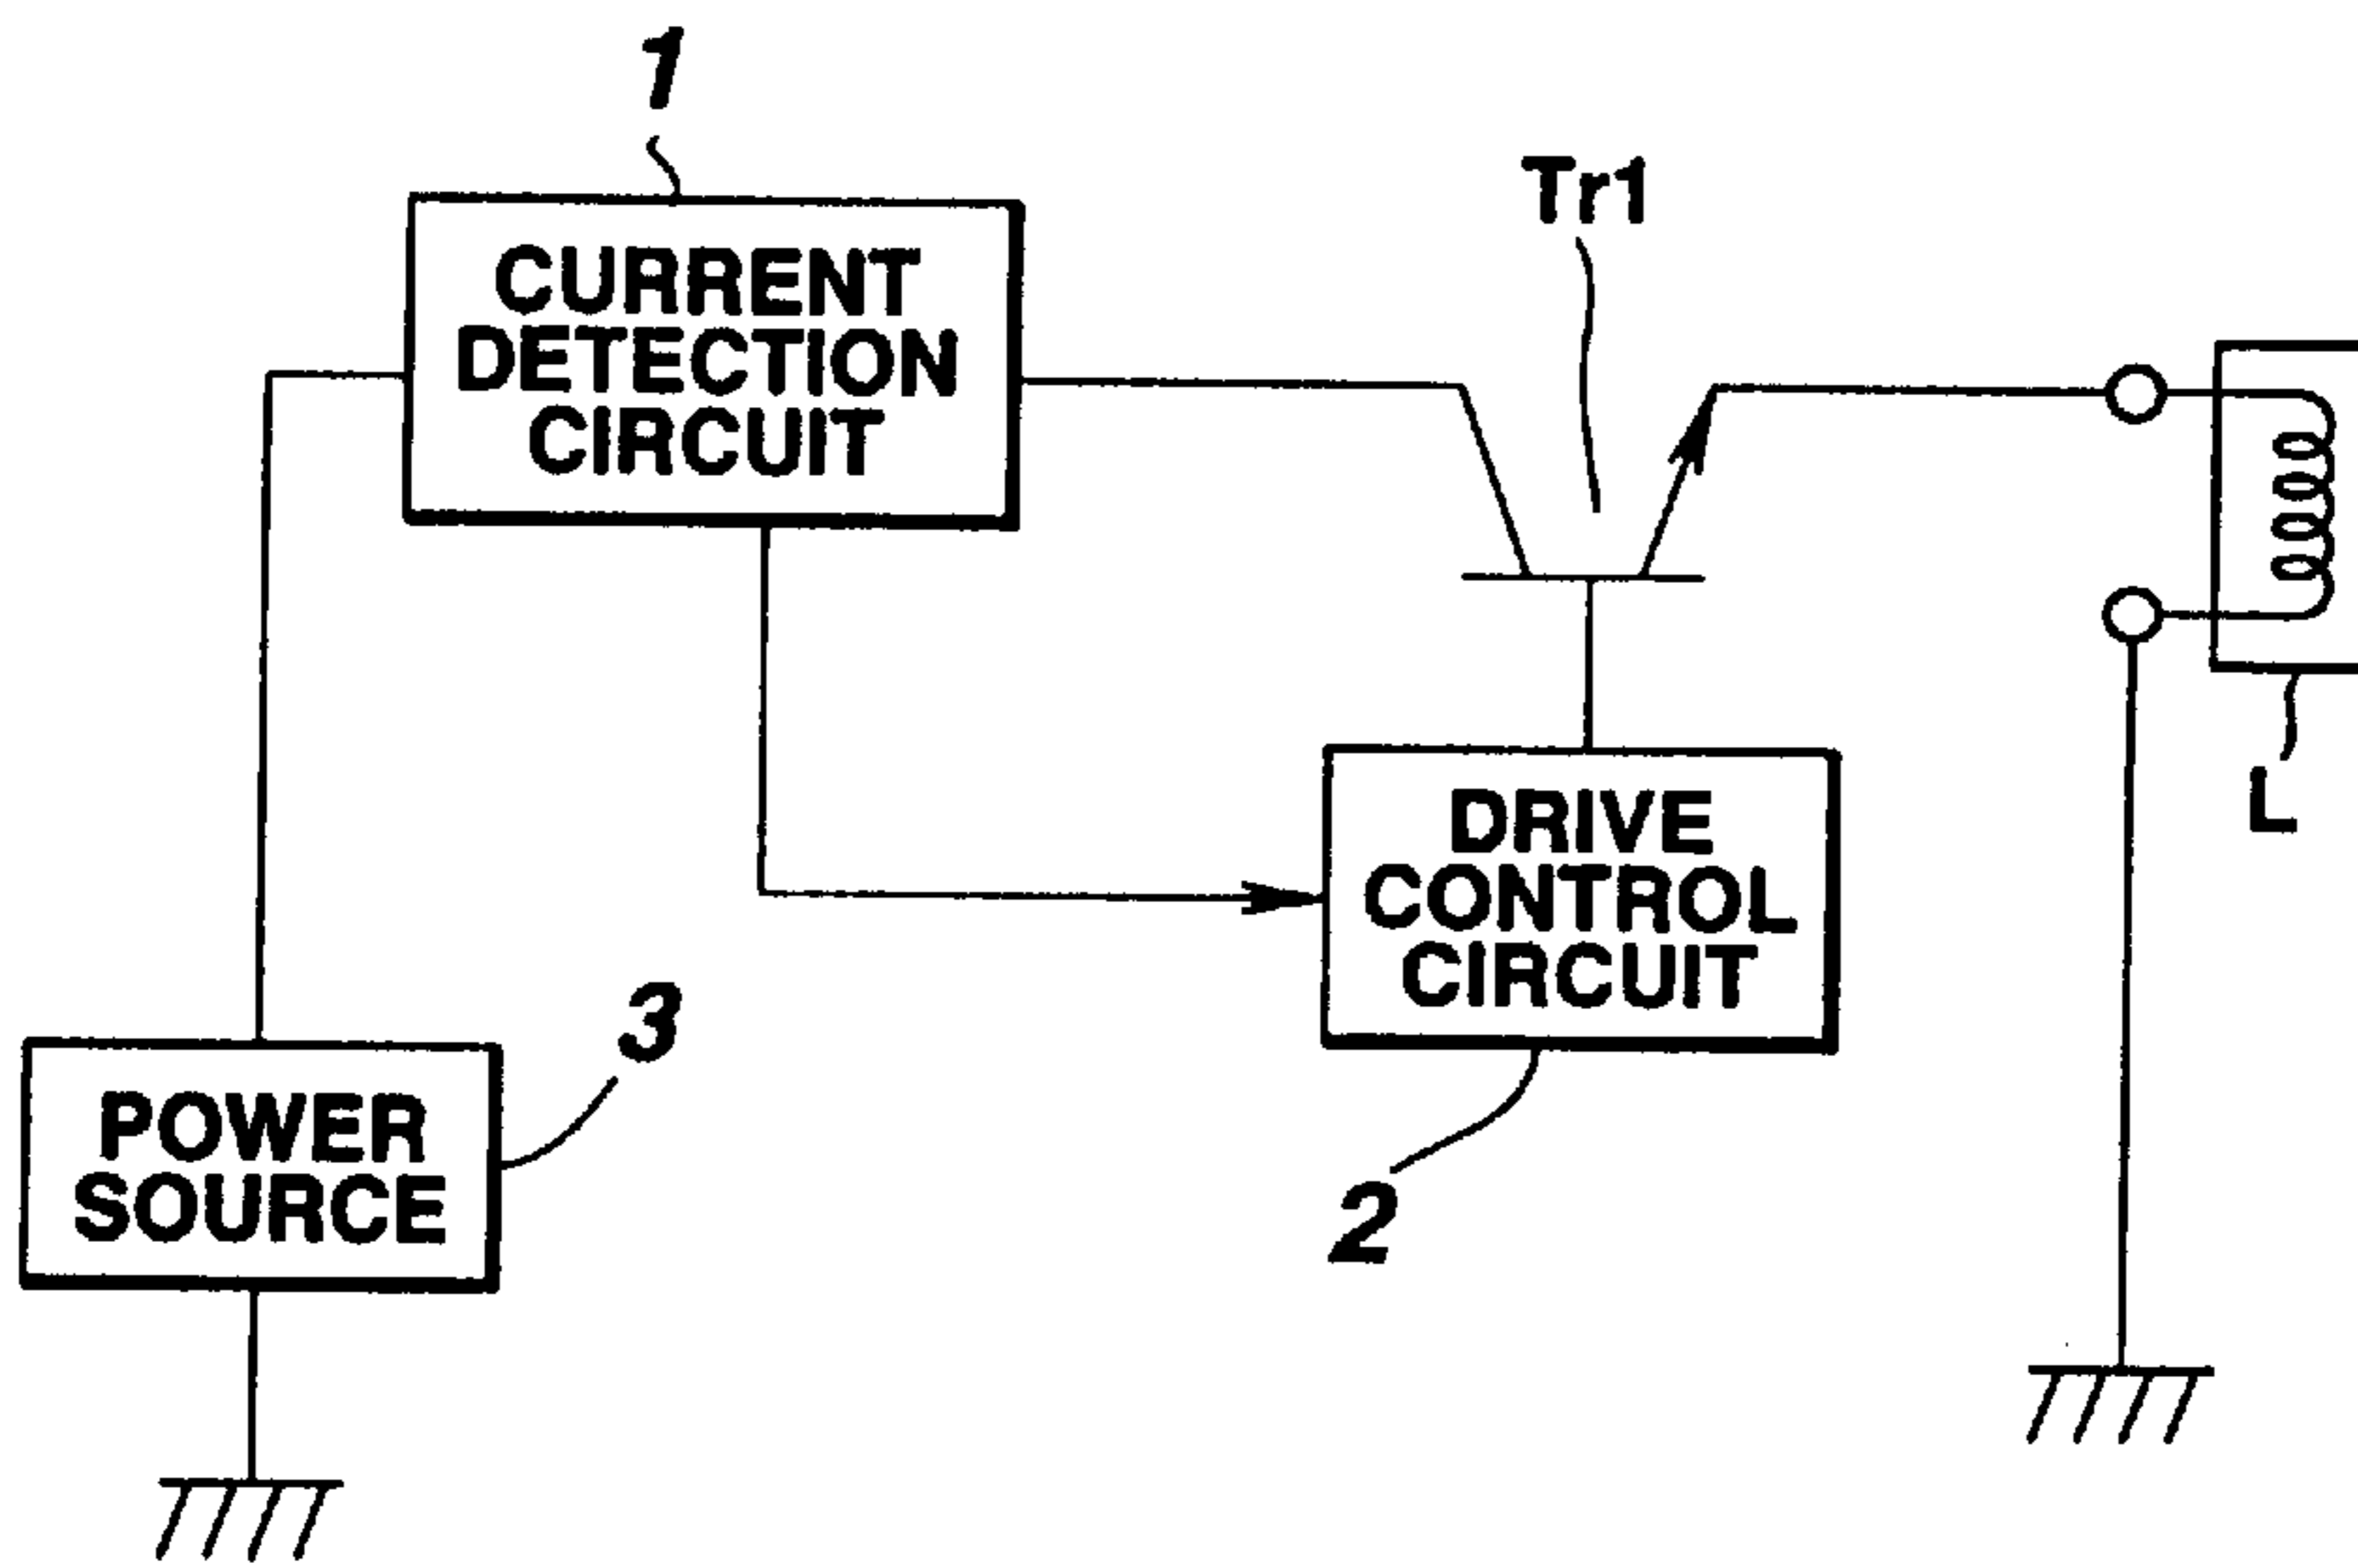 1
Tr1
CURRENT
DETECTION
CIRCUIT
L
DRIVE
CONTROL
CIRCUIT
3
POWER
SOURCE
2